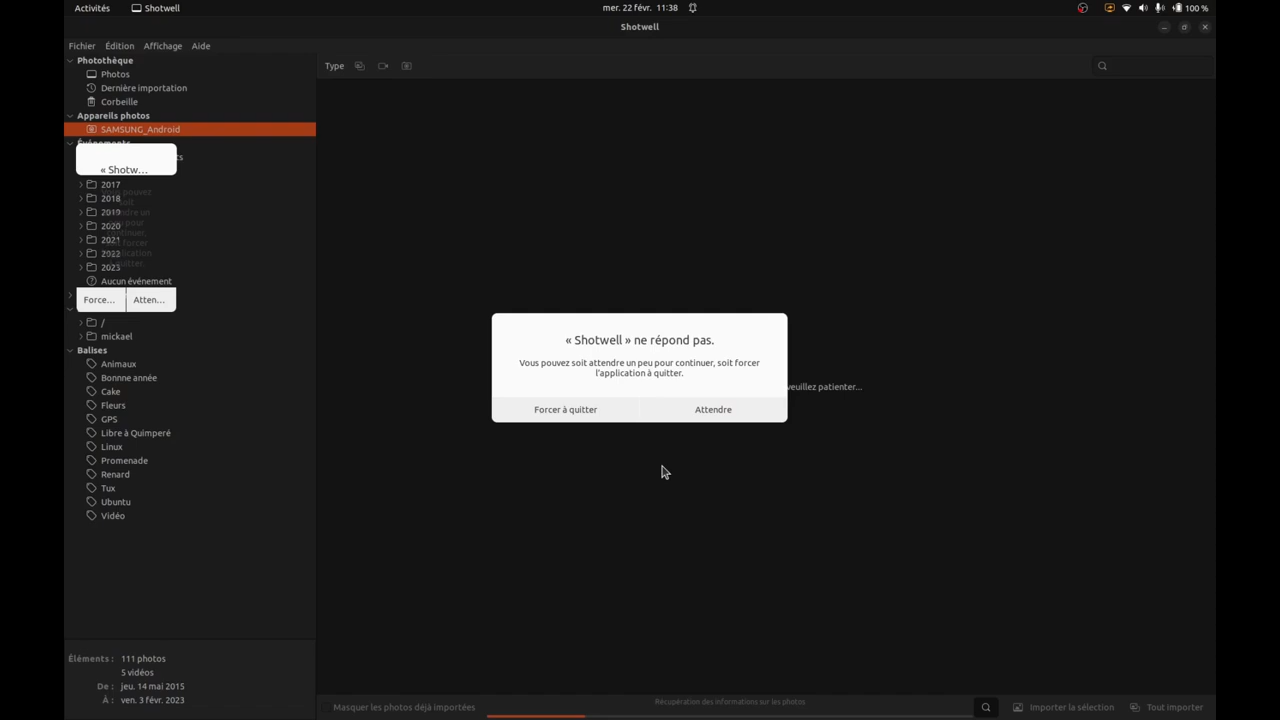 Activités
Shotwell
mer. 22 févr. 11:38
100 %
Shotwell
Fichier
Édition
Affichage
Aide
Photothèque
Photos
Dernière importation
Corbeille
Appareils photos
SAMSUNG_Android
Événements
« Shotw...
2017
2018
2019
2020
2021
2022
2023
Aucun événement
Force...
Atten...
/
mickael
Balises
Animaux
Bonnne année
Cake
Fleurs
GPS
Libre à Quimperé
Linux
Promenade
Renard
Tux
Ubuntu
Vidéo
Éléments : 111 photos
5 vidéos
De : jeu. 14 mai 2015
À : ven. 3 févr. 2023
Type
« Shotwell » ne répond pas.
Vous pouvez soit attendre un peu pour continuer, soit forcer
l'application à quitter.
Forcer à quitter
Attendre
veuillez patienter...
Masquer les photos déjà importées
Récupération des informations sur les photos
Importer la sélection
Tout importer